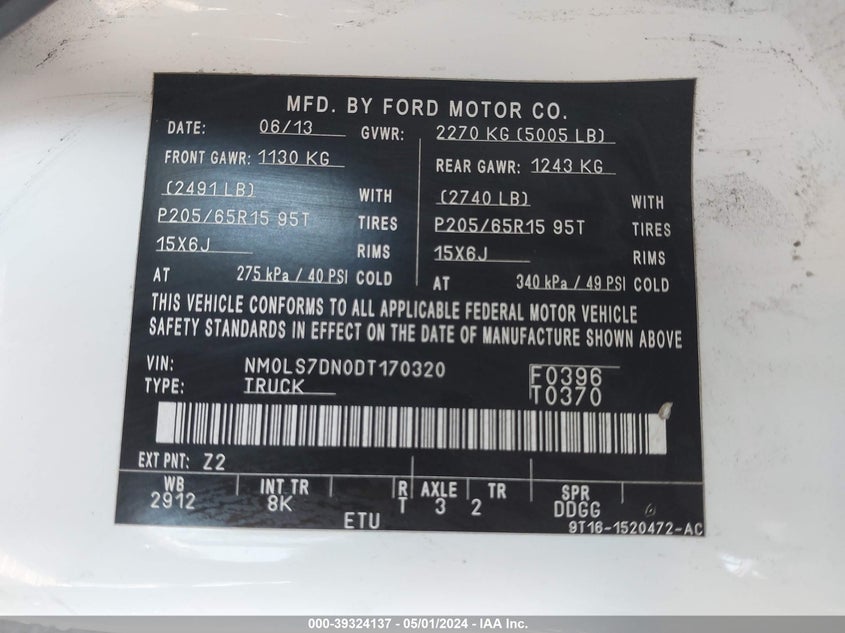 MFD. BY FORD MOTOR CO.
DATE: 06/13 GVWR: 2270 KG (5005 LB)
FRONT GAWR: 1130 KG REAR GAWR: 1243 KG
(2491 LB) WITH (2740 LB) WITH
P205/65R15 95T TIRES P205/65R15 95T TIRES
15X6J RIMS 15X6J RIMS
AT 275 kPa / 40 PSI COLD AT 340 kPa / 49 PSI COLD
THIS VEHICLE CONFORMS TO ALL APPLICABLE FEDERAL MOTOR VEHICLE
SAFETY STANDARDS IN EFFECT ON THE DATE OF MANUFACTURE SHOWN ABOVE
VIN: NM0LS7DN0DT170320 F0396
TYPE: TRUCK T0370
EXT PNT: Z2
WB INT TR R AXLE TR SPR
2912 8K T 3 2 DDGG
ETU 9T16-1520472-AC
000-39324137 - 05/01/2024 - IAA Inc.